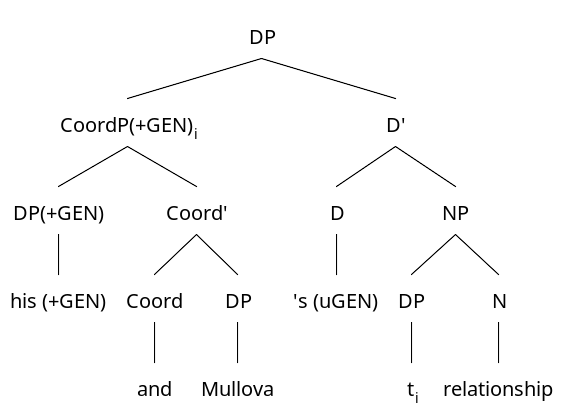 DP
CoordP(+GEN)i D'
DP(+GEN) Coord' D NP
his (+GEN) Coord DP 's (uGEN) DP N
and Mullova ti relationship